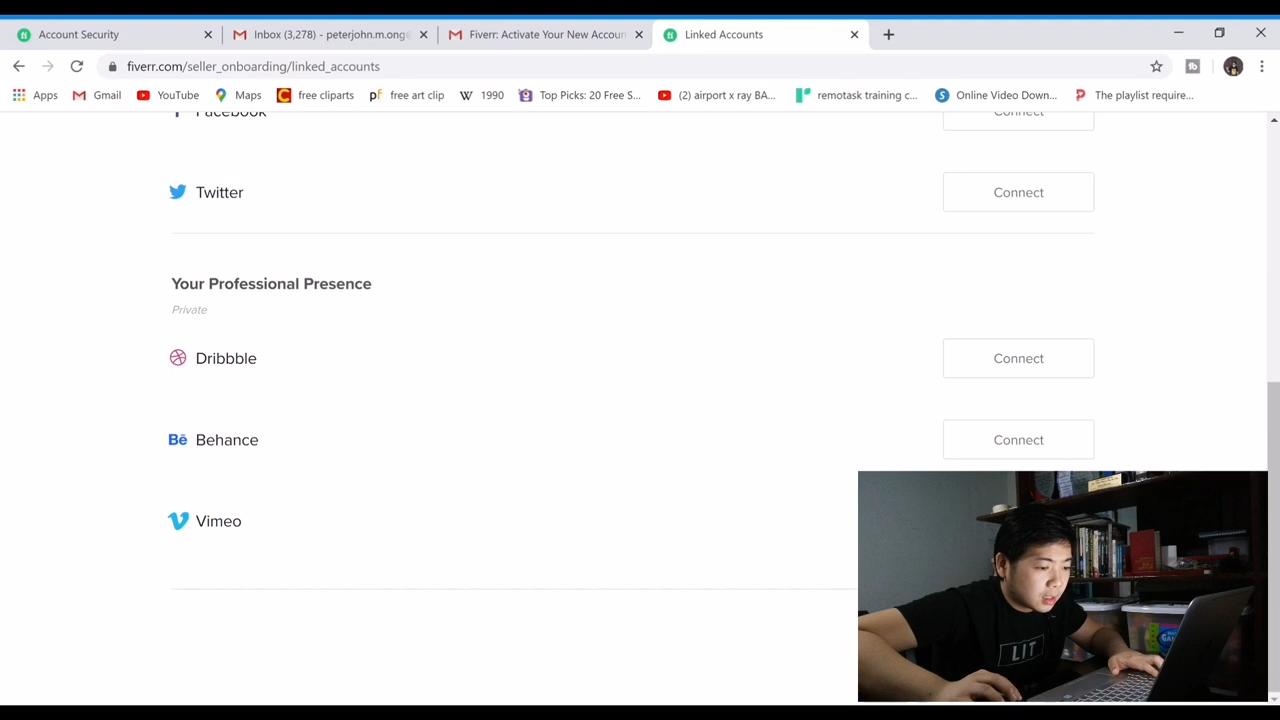 Account Security
Inbox (3,278) - peterjohn.m.onge
Fiverr: Activate Your New Accoun
Linked Accounts
fiverr.com/seller_onboarding/linked_accounts
Apps
Gmail
YouTube
Maps
free cliparts
free art clip
1990
Top Picks: 20 Free S...
(2) airport x ray BA...
remotask training c...
Online Video Down...
The playlist require...
Facebook
Connect
Twitter
Connect
Your Professional Presence
Private
Dribbble
Connect
Bē Behance
Connect
Vimeo
LIT